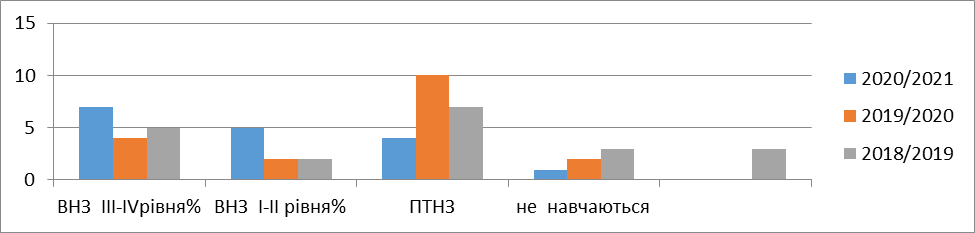 15
10
5
0
ВНЗ III-IVрівня%
ВНЗ I-II рівня%
ПТНЗ
не навчаються
2020/2021
2019/2020
2018/2019